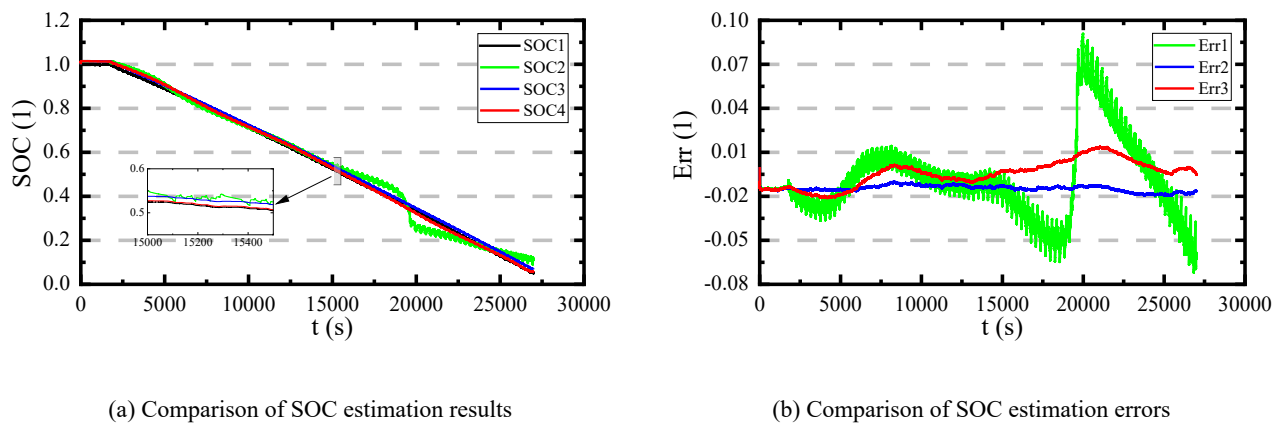 1.2
1.0
0.8
0.6
0.4
0.2
0.0
SOC (1)
SOC1
SOC2
SOC3
SOC4
0.6
0.5
15000 15200 15400
0 5000 10000 15000 20000 25000 30000
t (s)
(a) Comparison of SOC estimation results
0.10
0.07
0.04
0.01
-0.02
-0.05
-0.08
Err (1)
Err1
Err2
Err3
0 5000 10000 15000 20000 25000 30000
t (s)
(b) Comparison of SOC estimation errors